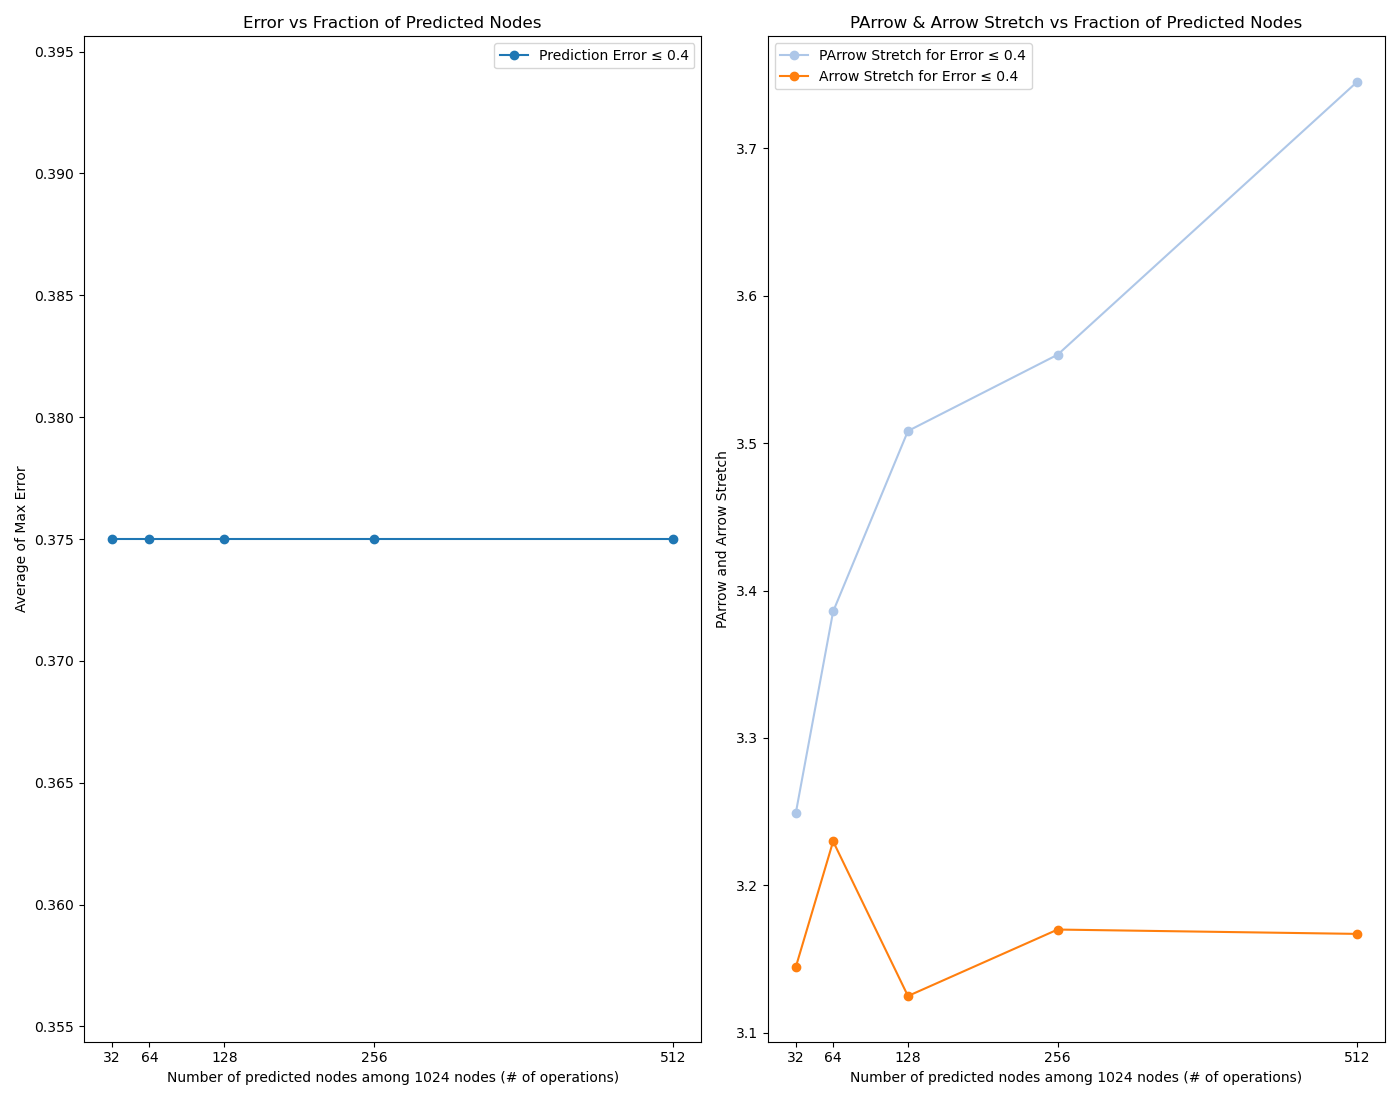 Error vs Fraction of Predicted Nodes
Prediction Error ≤ 0.4
0.395
0.390
0.385
0.380
0.375
0.370
0.365
0.360
0.355
Average of Max Error
32 64 128 256 512
Number of predicted nodes among 1024 nodes (# of operations)
PArrow & Arrow Stretch vs Fraction of Predicted Nodes
PArrow Stretch for Error ≤ 0.4
Arrow Stretch for Error ≤ 0.4
3.7
3.6
3.5
3.4
3.3
3.2
3.1
PArrow and Arrow Stretch
32 64 128 256 512
Number of predicted nodes among 1024 nodes (# of operations)